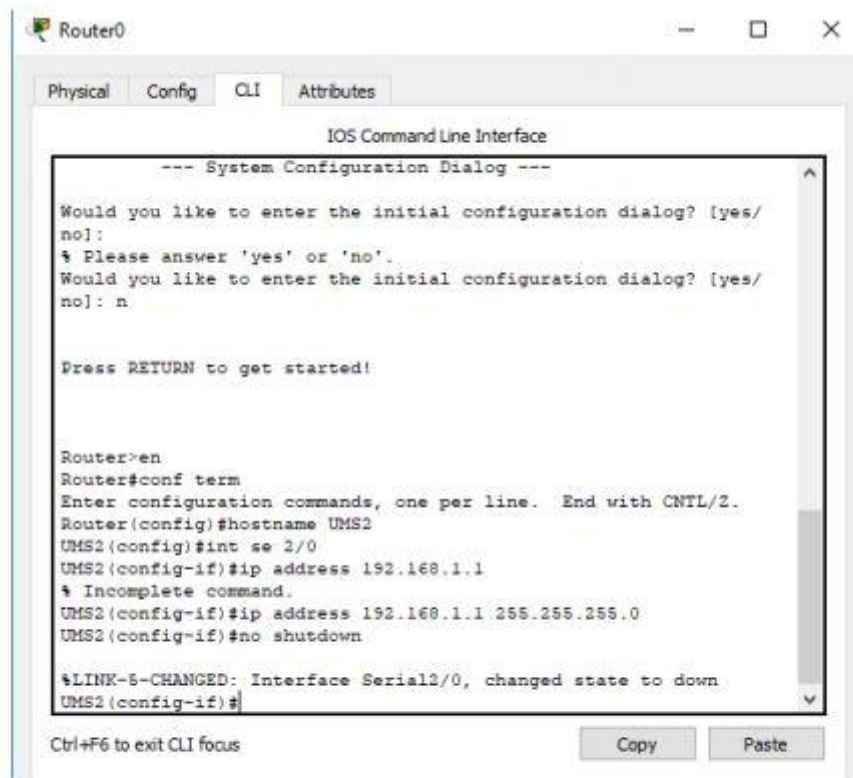 Router0
Physical Config CLI Attributes
IOS Command Line Interface
--- System Configuration Dialog ---
Would you like to enter the initial configuration dialog? [yes/
no]:
% Please answer 'yes' or 'no'.
Would you like to enter the initial configuration dialog? [yes/
no]: n
Press RETURN to get started!
Router>en
Router#conf term
Enter configuration commands, one per line.  End with CNTL/Z.
Router(config)#hostname UMS2
UMS2(config)#int se 2/0
UMS2(config-if)#ip address 192.168.1.1
% Incomplete command.
UMS2(config-if)#ip address 192.168.1.1 255.255.255.0
UMS2(config-if)#no shutdown
%LINK-5-CHANGED: Interface Serial2/0, changed state to down
UMS2(config-if)#
Ctrl+F6 to exit CLI focus Copy Paste